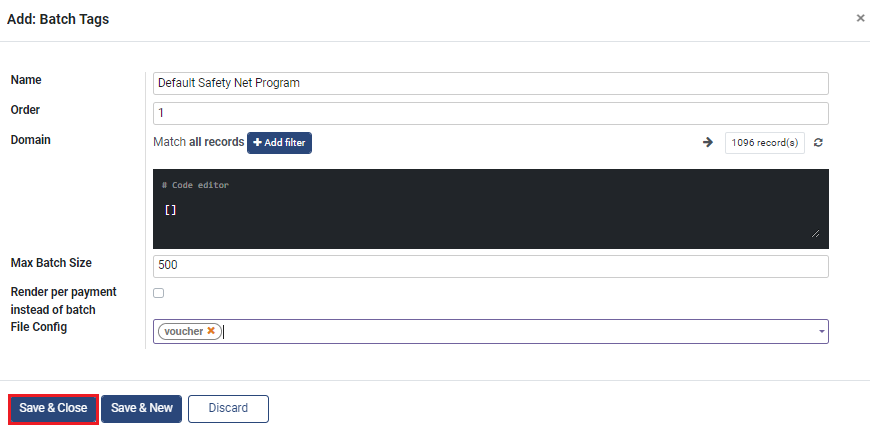 Add: Batch Tags ×
Name Default Safety Net Program
Order 1
Domain Match all records + Add filter → 1096 record(s)
# Code editor
[]
Max Batch Size 500
Render per payment
instead of batch
File Config voucher ✖
Save & Close Save & New Discard